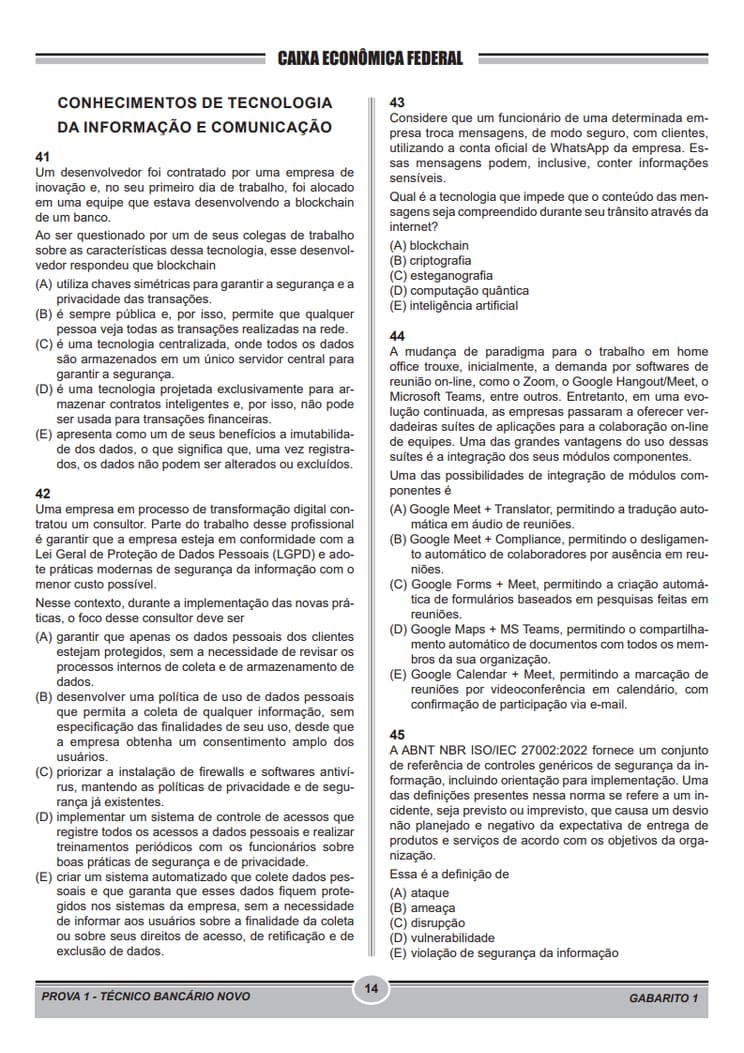 CAIXA ECONÔMICA FEDERAL
CONHECIMENTOS DE TECNOLOGIA
DA INFORMAÇÃO E COMUNICAÇÃO
41
Um desenvolvedor foi contratado por uma empresa de
inovação e, no seu primeiro dia de trabalho, foi alocado
em uma equipe que estava desenvolvendo a blockchain
de um banco.
Ao ser questionado por um de seus colegas de trabalho
sobre as características dessa tecnologia, esse desenvol-
vedor respondeu que blockchain
(A) utiliza chaves simétricas para garantir a segurança e a
privacidade das transações.
(B) é sempre pública e, por isso, permite que qualquer
pessoa veja todas as transações realizadas na rede.
(C) é uma tecnologia centralizada, onde todos os dados
são armazenados em um único servidor central para
garantir a segurança.
(D) é uma tecnologia projetada exclusivamente para ar-
mazenar contratos inteligentes e, por isso, não pode
ser usada para transações financeiras.
(E) apresenta como um de seus benefícios a imutabilida-
de dos dados, o que significa que, uma vez registra-
dos, os dados não podem ser alterados ou excluídos.
42
Uma empresa em processo de transformação digital con-
tratou um consultor. Parte do trabalho desse profissional
é garantir que a empresa esteja em conformidade com a
Lei Geral de Proteção de Dados Pessoais (LGPD) e ado-
te práticas modernas de segurança da informação com o
menor custo possível.
Nesse contexto, durante a implementação das novas prá-
ticas, o foco desse consultor deve ser
(A) garantir que apenas os dados pessoais dos clientes
estejam protegidos, sem a necessidade de revisar os
processos internos de coleta e de armazenamento de
dados.
(B) desenvolver uma política de uso de dados pessoais
que permita a coleta de qualquer informação, sem
especificação das finalidades de seu uso, desde que
a empresa obtenha um consentimento amplo dos
usuários.
(C) priorizar a instalação de firewalls e softwares antiví-
rus, mantendo as políticas de privacidade e de segu-
rança já existentes.
(D) implementar um sistema de controle de acessos que
registre todos os acessos a dados pessoais e realizar
treinamentos periódicos com os funcionários sobre
boas práticas de segurança e de privacidade.
(E) criar um sistema automatizado que colete dados pes-
soais e que garanta que esses dados fiquem prote-
gidos nos sistemas da empresa, sem a necessidade
de informar aos usuários sobre a finalidade da coleta
ou sobre seus direitos de acesso, de retificação e de
exclusão de dados.
43
Considere que um funcionário de uma determinada em-
presa troca mensagens, de modo seguro, com clientes,
utilizando a conta oficial de WhatsApp da empresa. Es-
sas mensagens podem, inclusive, conter informações
sensíveis.
Qual é a tecnologia que impede que o conteúdo das men-
sagens seja compreendido durante seu trânsito através da
internet?
(A) blockchain
(B) criptografia
(C) esteganografia
(D) computação quântica
(E) inteligência artificial
44
A mudança de paradigma para o trabalho em home
office trouxe, inicialmente, a demanda por softwares de
reunião on-line, como o Zoom, o Google Hangout/Meet, o
Microsoft Teams, entre outros. Entretanto, em uma evo-
lução continuada, as empresas passaram a oferecer ver-
dadeiras suítes de aplicações para a colaboração on-line
de equipes. Uma das grandes vantagens do uso dessas
suítes é a integração dos seus módulos componentes.
Uma das possibilidades de integração de módulos com-
ponentes é
(A) Google Meet + Translator, permitindo a tradução auto-
mática em áudio de reuniões.
(B) Google Meet + Compliance, permitindo o desligamen-
to automático de colaboradores por ausência em reu-
niões.
(C) Google Forms + Meet, permitindo a criação automá-
tica de formulários baseados em pesquisas feitas em
reuniões.
(D) Google Maps + MS Teams, permitindo o compartilha-
mento automático de documentos com todos os mem-
bros da sua organização.
(E) Google Calendar + Meet, permitindo a marcação de
reuniões por videoconferência em calendário, com
confirmação de participação via e-mail.
45
A ABNT NBR ISO/IEC 27002:2022 fornece um conjunto
de referência de controles genéricos de segurança da in-
formação, incluindo orientação para implementação. Uma
das definições presentes nessa norma se refere a um in-
cidente, seja previsto ou imprevisto, que causa um desvio
não planejado e negativo da expectativa de entrega de
produtos e serviços de acordo com os objetivos da orga-
nização.
Essa é a definição de
(A) ataque
(B) ameaça
(C) disrupção
(D) vulnerabilidade
(E) violação de segurança da informação
PROVA 1 - TÉCNICO BANCÁRIO NOVO
14
GABARITO 1